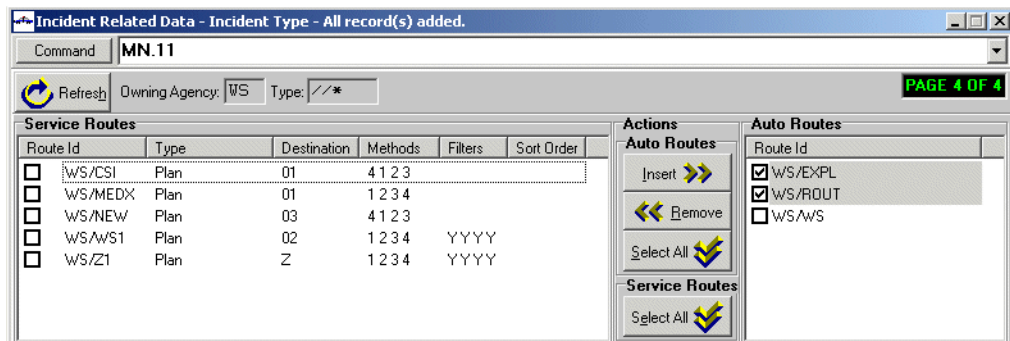 Incident Related Data - Incident Type - All record(s) added.
Command MN.11
Refresh Owning Agency: WS Type: //* PAGE 4 OF 4
Service Routes Actions Auto Routes
Route Id Type Destination Methods Filters Sort Order Auto Routes Route Id
WS/CSI Plan 01 4 1 2 3 Insert WS/EXPL
WS/MEDX Plan 01 1 2 3 4 WS/ROUT
WS/NEW Plan 03 4 1 2 3 Remove WS/WS
WS/WS1 Plan 02 1 2 3 4 Y Y Y Y
WS/Z1 Plan Z 1 2 3 4 Y Y Y Y Select All
Service Routes
Select All